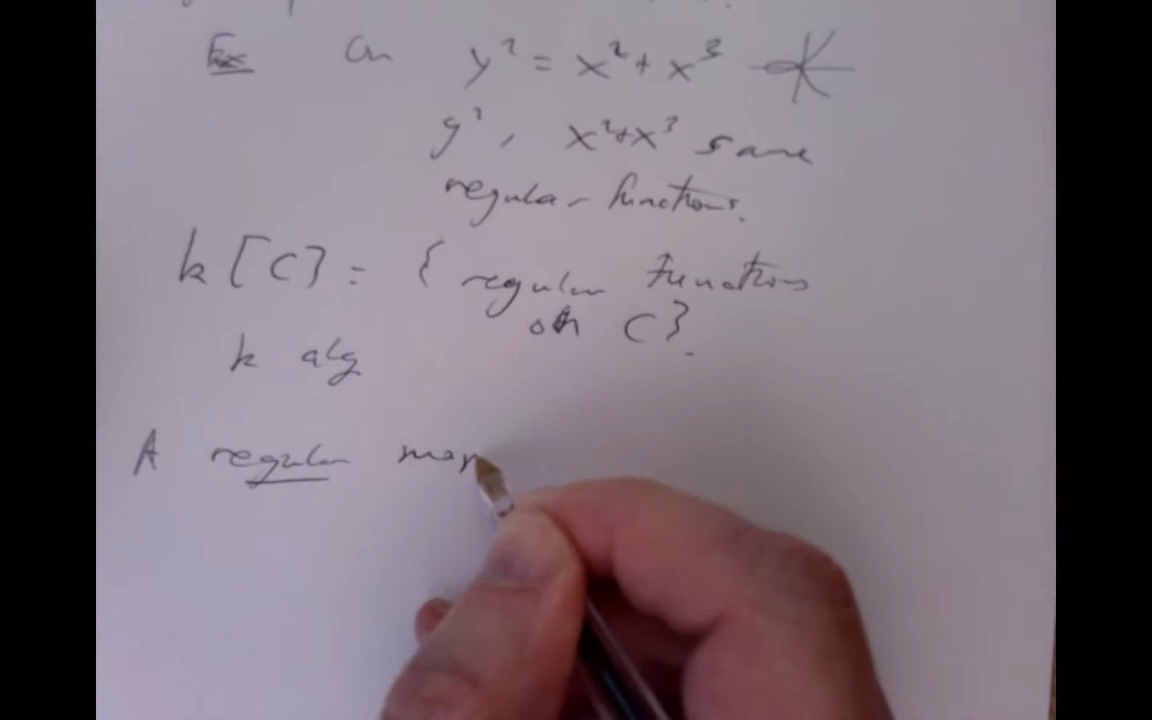 Ex On y² = x² + x³
y², x²+x³ same
regular functions.
k[C] = { regular functions
on C}.
k alg
A regular map